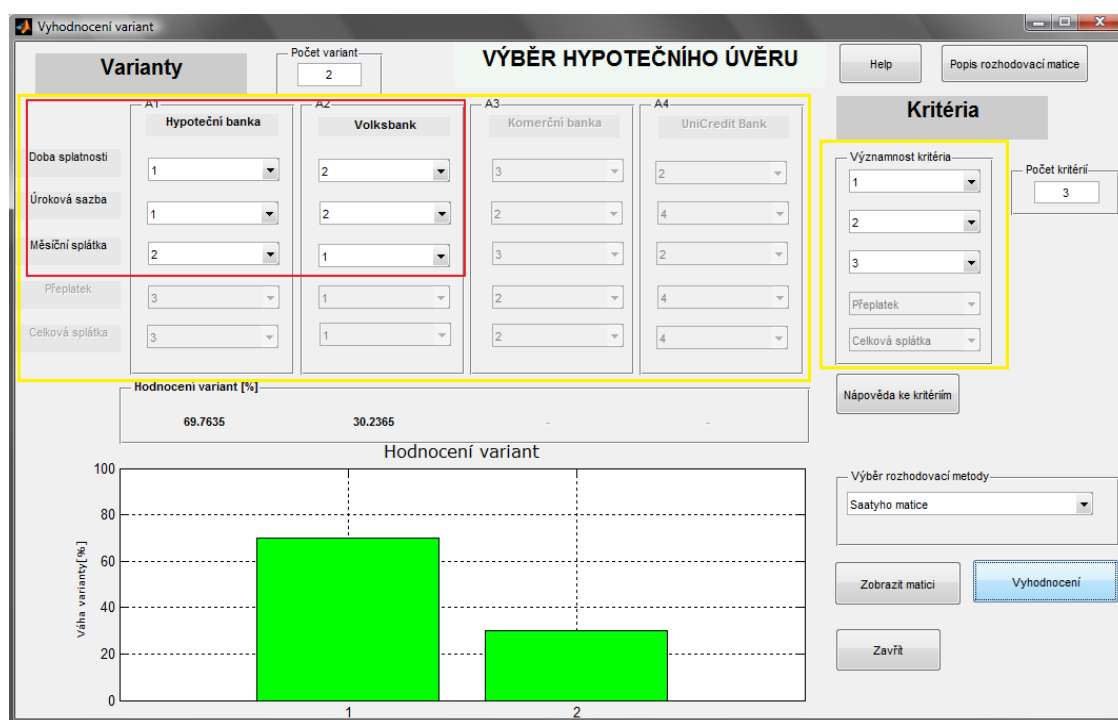 Vyhodnocení variant
Varianty
Počet variant
2
VÝBĚR HYPOTEČNÍHO ÚVĚRU
Help
Popis rozhodovací matice
Kritéria
A1
A2
A3
A4
Hypoteční banka
Volksbank
Komerční banka
UniCredit Bank
Doba splatnosti
1
2
3
2
Úroková sazba
1
2
2
4
Měsíční splátka
2
1
3
2
Přeplatek
3
1
2
4
Celková splátka
3
1
2
4
Významnost kritéria
1
2
3
Přeplatek
Celková splátka
Počet kritérií
3
Hodnocení variant [%]
69.7635
30.2365
-
-
Nápověda ke kritériím
Hodnocení variant
100
80
60
40
20
0
Váha varianty[%]
1
2
Výběr rozhodovací metody
Saatyho matice
Zobrazit matici
Vyhodnocení
Zavřít